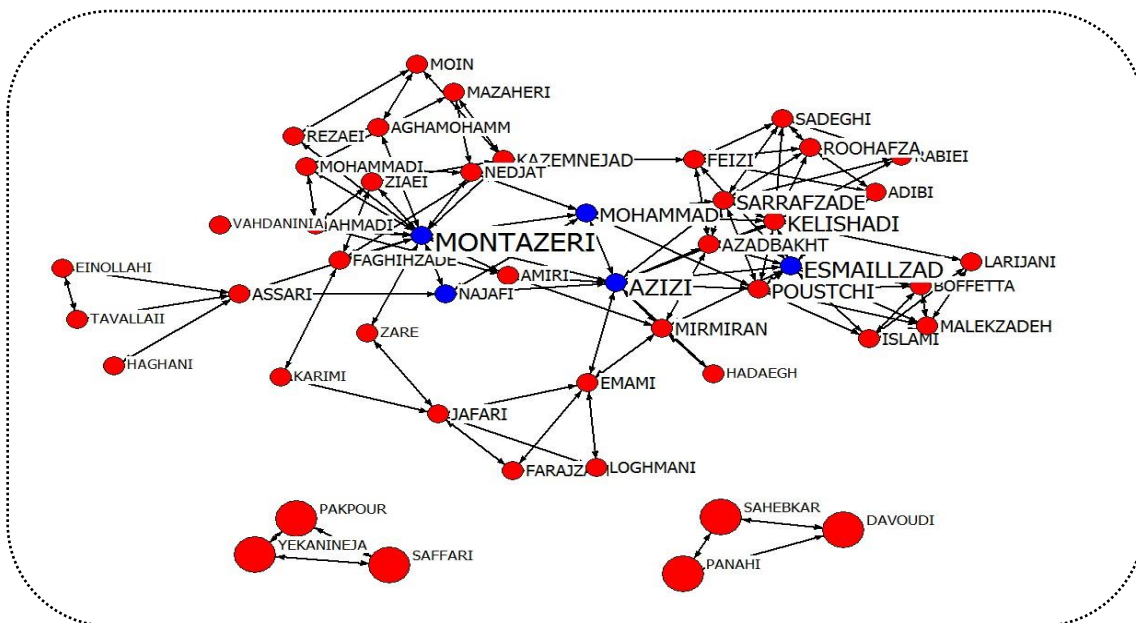 MOIN
MAZAHERI
AGHAMOHAMM
REZAEI
MOHAMMADI
KAZEMNEJAD
NEDJAT
ZIAEI
VAHDANINIA
AHMADI
MONTAZERI
MOHAMMAD
FAGHIHZADE
AMIRI
AZIZI
NAJAFI
EINOLLAHI
ASSARI
TAVALLAII
HAGHANI
ZARE
KARIMI
JAFARI
EMAMI
MIRMIRAN
HADAEGH
LOGHMANI
SADEGHI
ROOHAFZA
RABIEI
FEIZI
ADIBI
SARRAFZADE
KELISHADI
AZADBAKHT
ESMAILLZAD
LARIJANI
POUSTCHI
BOFFETTA
MALEKZADEH
ISLAMI
PAKPOUR
YEKANINEJA
SAFFARI
SAHEBKAR
DAVOUDI
PANAHI